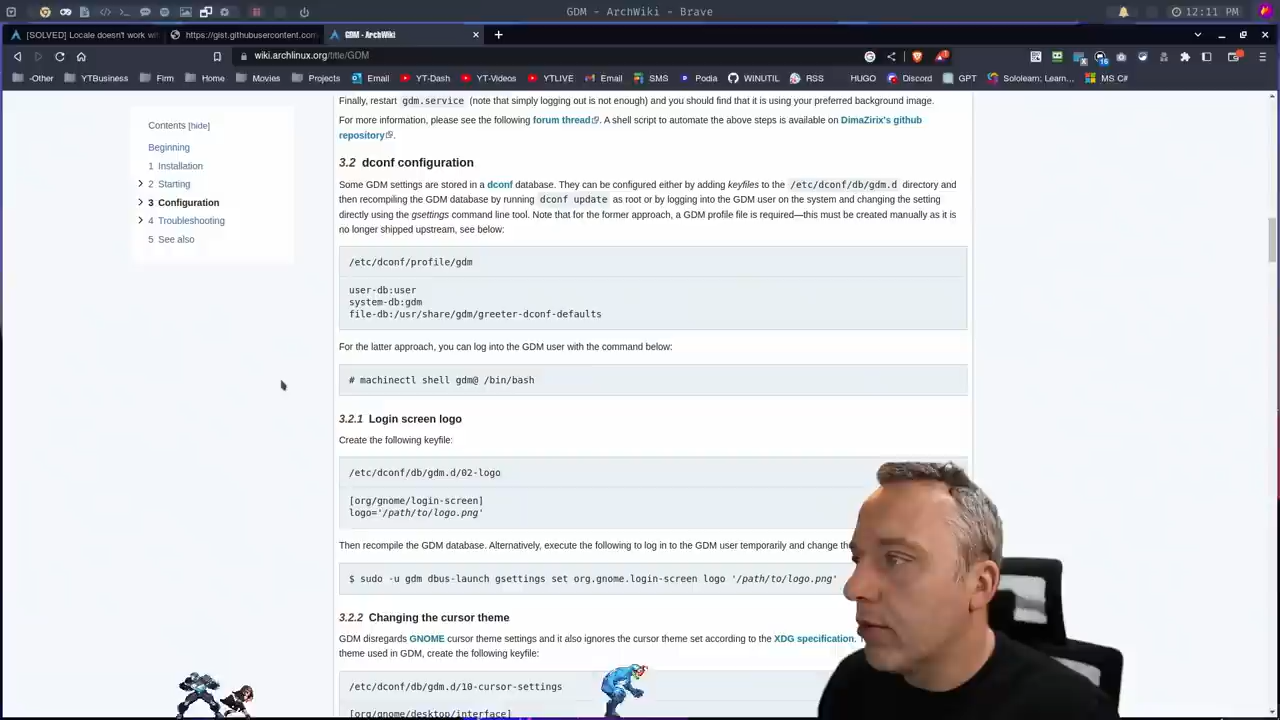 GDM - ArchWiki - Brave
12:11 PM
[SOLVED] Locale doesn't work wit
https://gist.githubusercontent.com
GDM - ArchWiki
wiki.archlinux.org/title/GDM
-Other
YTBusiness
Firm
Home
Movies
Projects
Email
YT-Dash
YT-Videos
YTLIVE
Email
SMS
Podia
WINUTIL
RSS
HUGO
Discord
GPT
Sololearn: Learn...
MS C#
Contents [hide]
Beginning
1 Installation
2 Starting
3 Configuration
4 Troubleshooting
5 See also
Finally, restart gdm.service (note that simply logging out is not enough) and you should find that it is using your preferred background image.
For more information, please see the following forum thread. A shell script to automate the above steps is available on DimaZirix's github
repository.
3.2 dconf configuration
Some GDM settings are stored in a dconf database. They can be configured either by adding keyfiles to the /etc/dconf/db/gdm.d directory and
then recompiling the GDM database by running dconf update as root or by logging into the GDM user on the system and changing the setting
directly using the gsettings command line tool. Note that for the former approach, a GDM profile file is required—this must be created manually as it is
no longer shipped upstream, see below:
/etc/dconf/profile/gdm
user-db:user
system-db:gdm
file-db:/usr/share/gdm/greeter-dconf-defaults
For the latter approach, you can log into the GDM user with the command below:
# machinectl shell gdm@ /bin/bash
3.2.1 Login screen logo
Create the following keyfile:
/etc/dconf/db/gdm.d/02-logo
[org/gnome/login-screen]
logo='/path/to/logo.png'
Then recompile the GDM database. Alternatively, execute the following to log in to the GDM user temporarily and change the
$ sudo -u gdm dbus-launch gsettings set org.gnome.login-screen logo '/path/to/logo.png'
3.2.2 Changing the cursor theme
GDM disregards GNOME cursor theme settings and it also ignores the cursor theme set according to the XDG specification.
theme used in GDM, create the following keyfile:
/etc/dconf/db/gdm.d/10-cursor-settings
[org/gnome/desktop/interface]